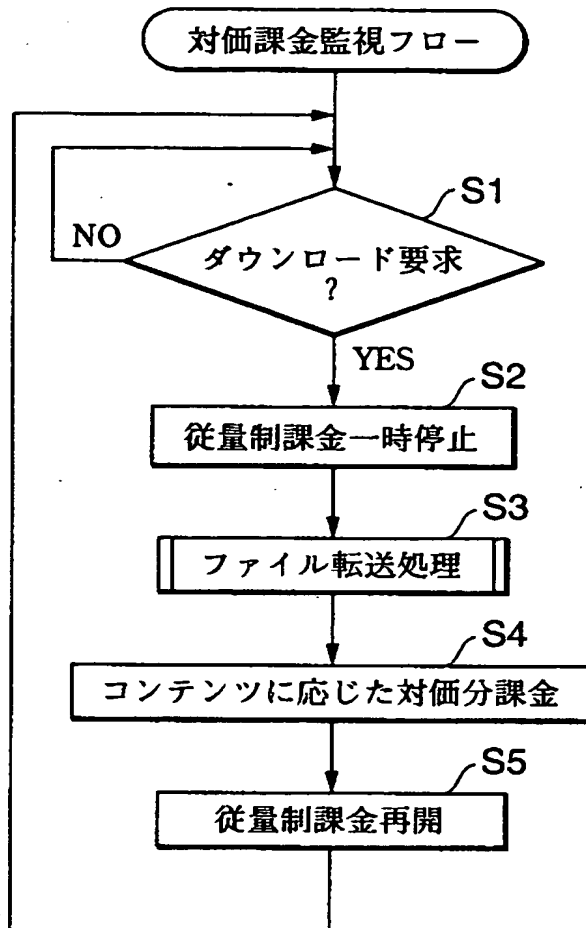 対価課金監視フロー
S1
NO
ダウンロード要求
?
YES
S2
従量制課金一時停止
S3
ファイル転送処理
S4
コンテンツに応じた対価分課金
S5
従量制課金再開